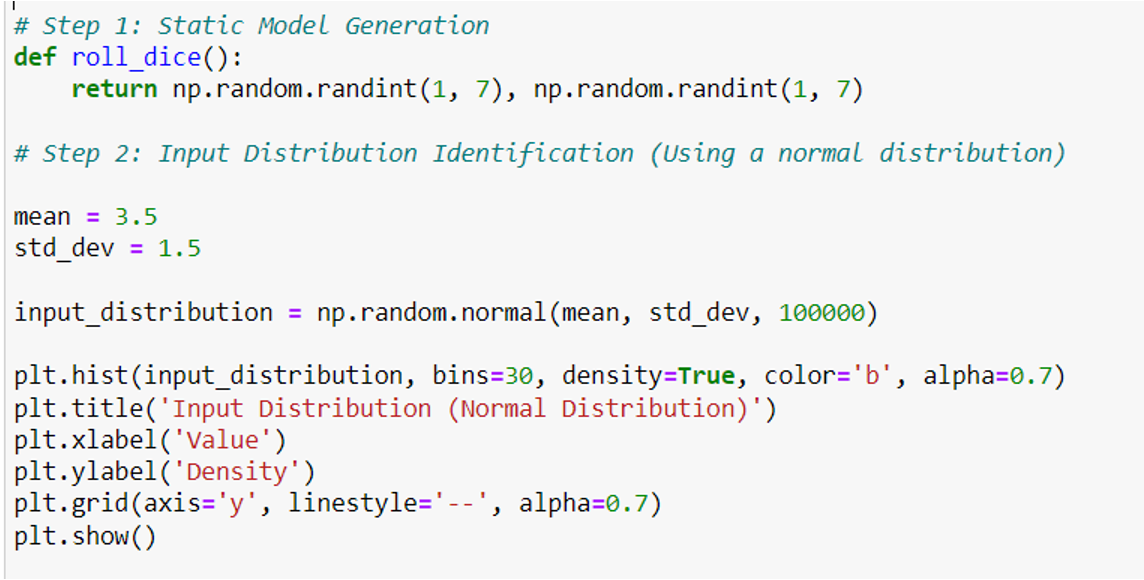 # Step 1: Static Model Generation
def roll_dice():
    return np.random.randint(1, 7), np.random.randint(1, 7)
# Step 2: Input Distribution Identification (Using a normal distribution)
mean = 3.5
std_dev = 1.5
input_distribution = np.random.normal(mean, std_dev, 100000)
plt.hist(input_distribution, bins=30, density=True, color='b', alpha=0.7)
plt.title('Input Distribution (Normal Distribution)')
plt.xlabel('Value')
plt.ylabel('Density')
plt.grid(axis='y', linestyle='--', alpha=0.7)
plt.show()